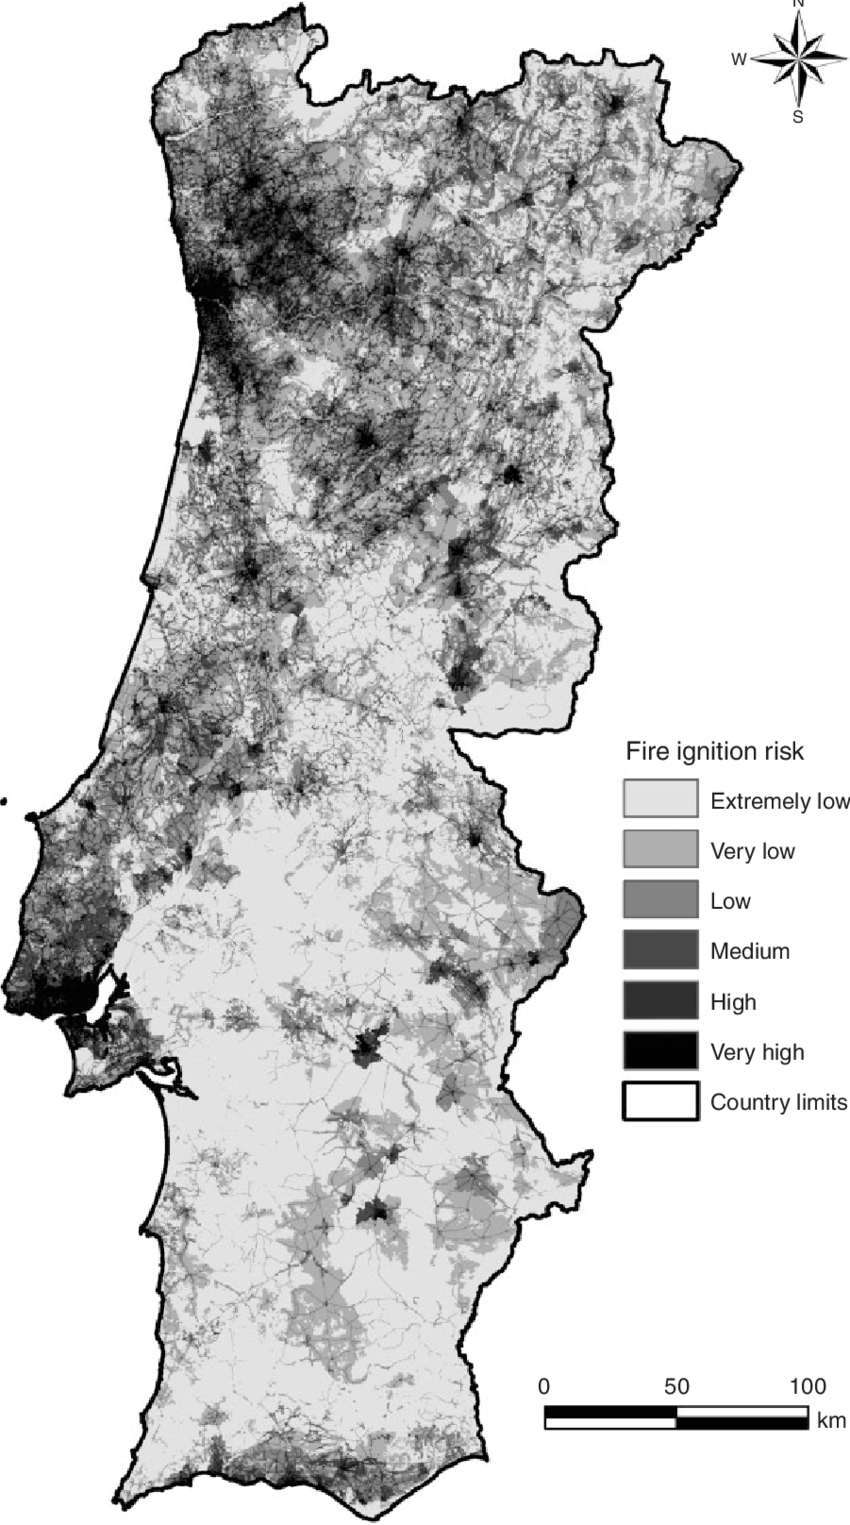 N
W
S
Fire ignition risk
Extremely low
Very low
Low
Medium
High
Very high
Country limits
0 50 100
km